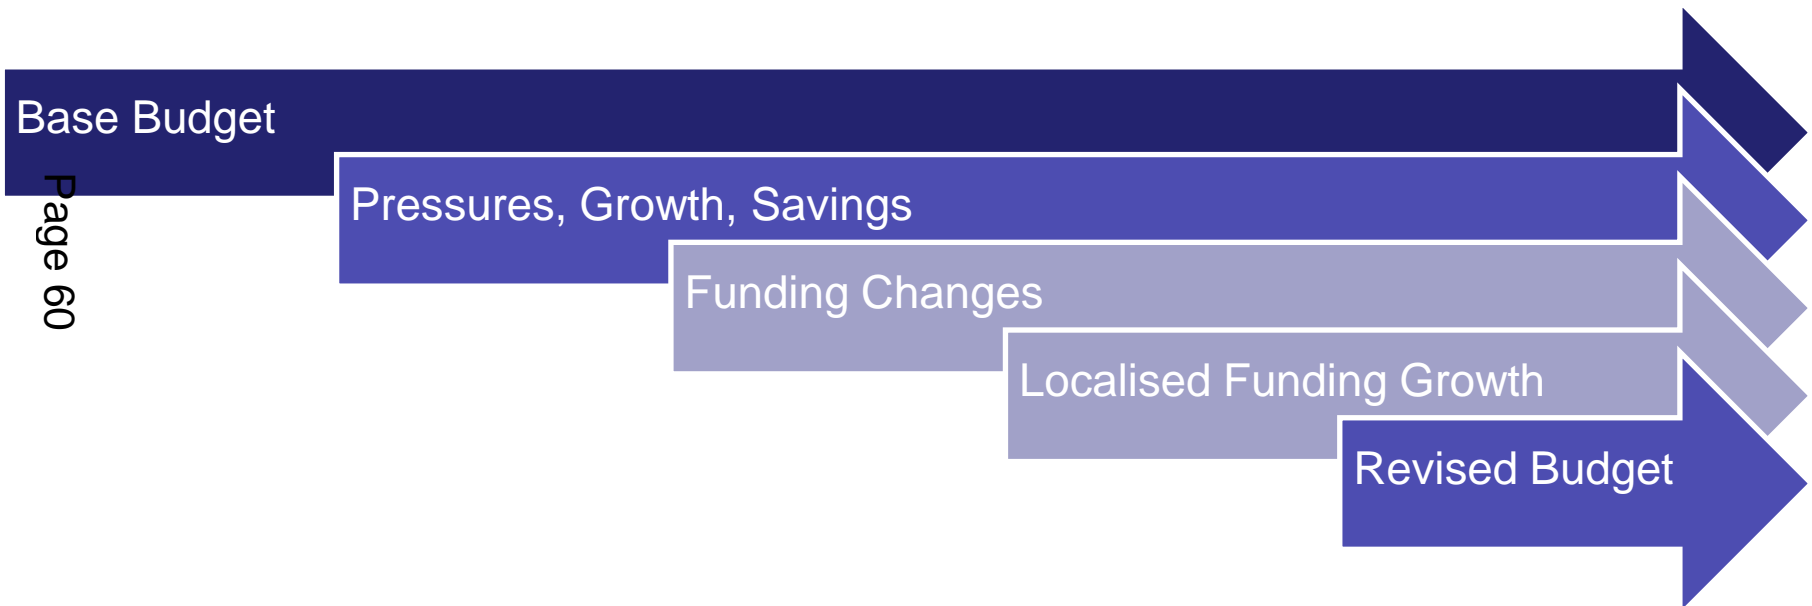 Base Budget
Pressures, Growth, Savings
Funding Changes
Localised Funding Growth
Revised Budget
Page 60